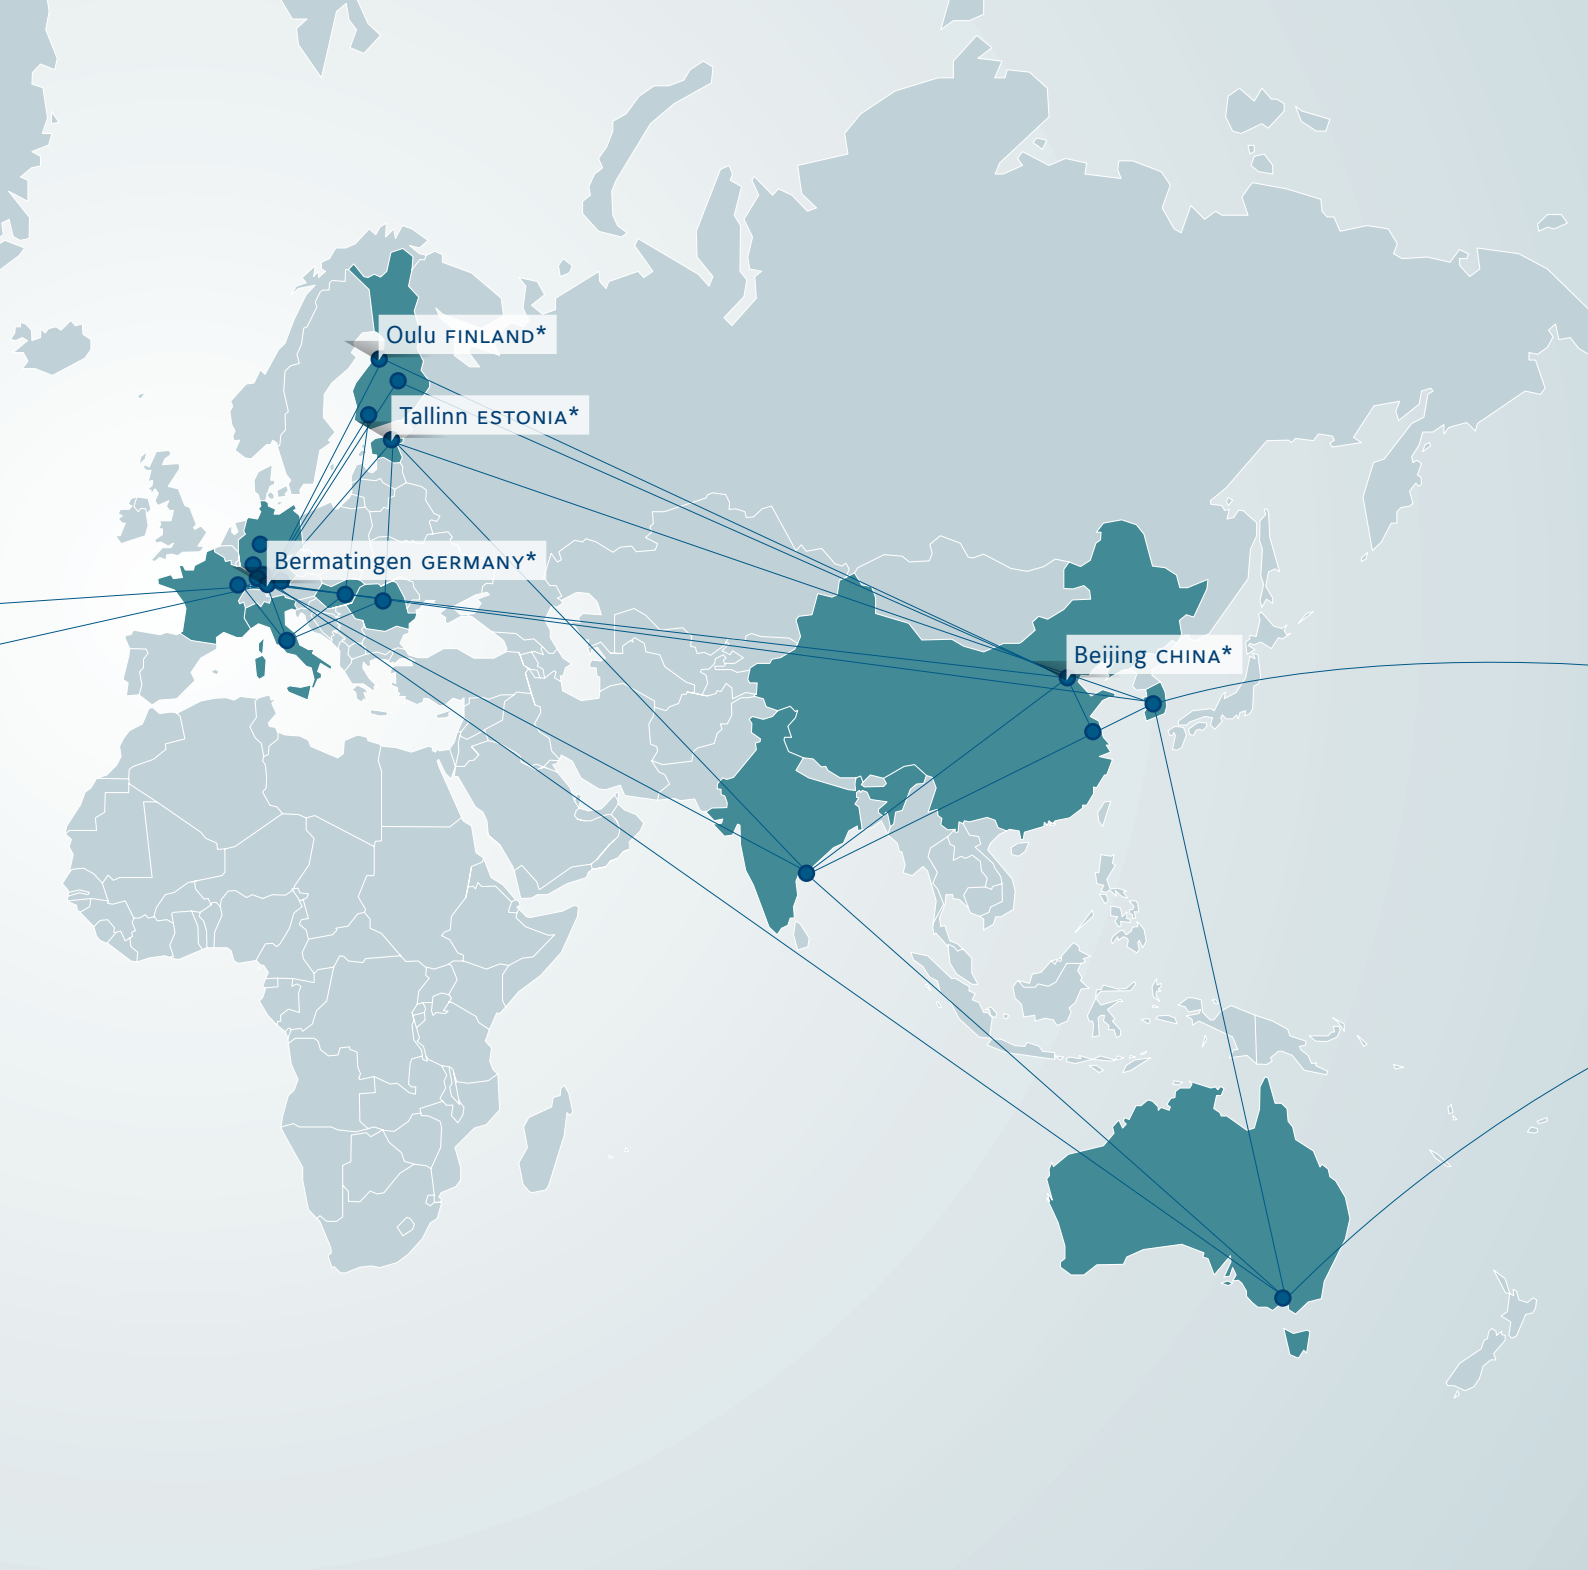 Oulu FINLAND*
Tallinn ESTONIA*
Bermatingen GERMANY*
Beijing CHINA*